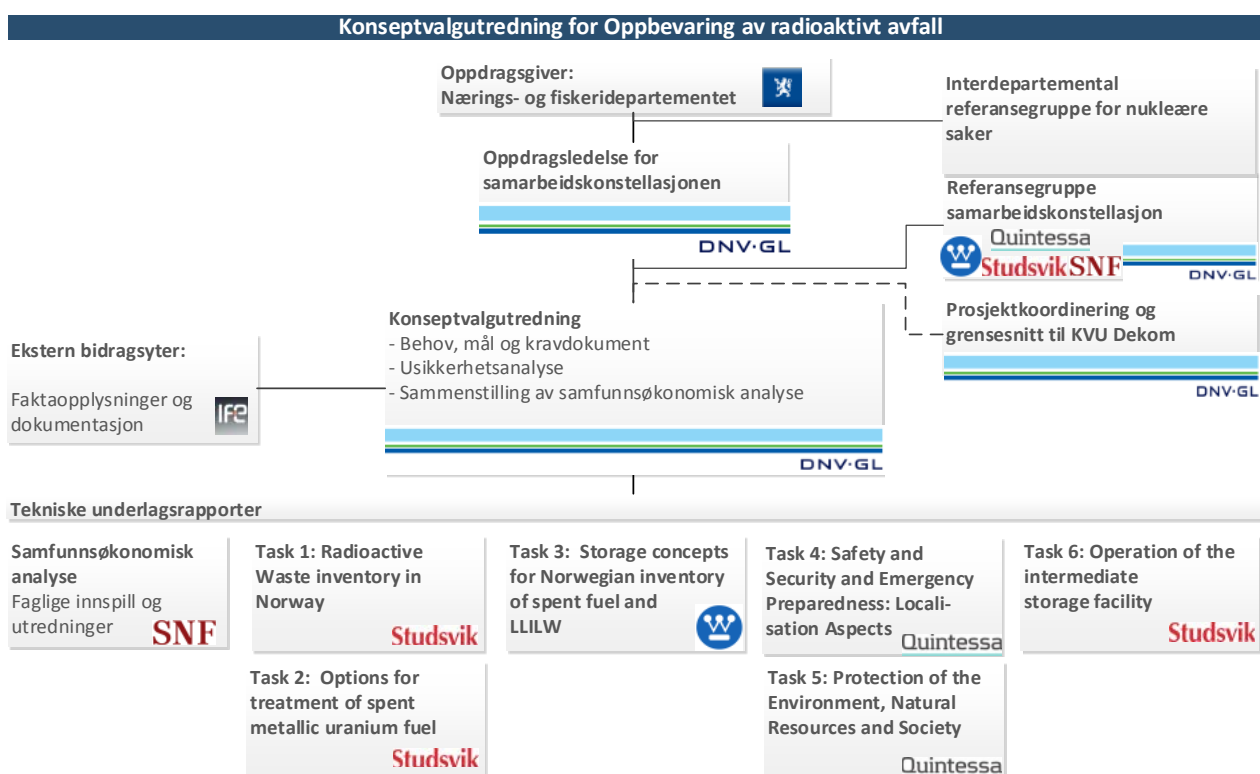 Konseptvalgutredning for Oppbevaring av radioaktivt avfall
Oppdragsgiver:
Nærings- og fiskeridepartementet
Interdepartemental
referansegruppe for nukleære
saker
Oppdragsledelse for
samarbeidskonstellasjonen
DNV·GL
Referansegruppe
samarbeidskonstellasjon
Quintessa
Studsvik SNF
DNV·GL
Prosjektkoordinering og
grensesnitt til KVU Dekom
DNV·GL
Konseptvalgutredning
- Behov, mål og kravdokument
- Usikkerhetsanalyse
- Sammenstilling av samfunnsøkonomisk analyse
DNV·GL
Ekstern bidragsyter:
Faktaopplysninger og
dokumentasjon
IFE
Tekniske underlagsrapporter
Samfunnsøkonomisk
analyse
Faglige innspill og
utredninger
SNF
Task 1: Radioactive
Waste inventory in
Norway
Studsvik
Task 2: Options for
treatment of spent
metallic uranium fuel
Studsvik
Task 3: Storage concepts
for Norwegian inventory
of spent fuel and
LLILW
Task 4: Safety and
Security and Emergency
Preparedness: Locali-
sation Aspects
Quintessa
Task 5: Protection of the
Environment, Natural
Resources and Society
Quintessa
Task 6: Operation of the
intermediate
storage facility
Studsvik